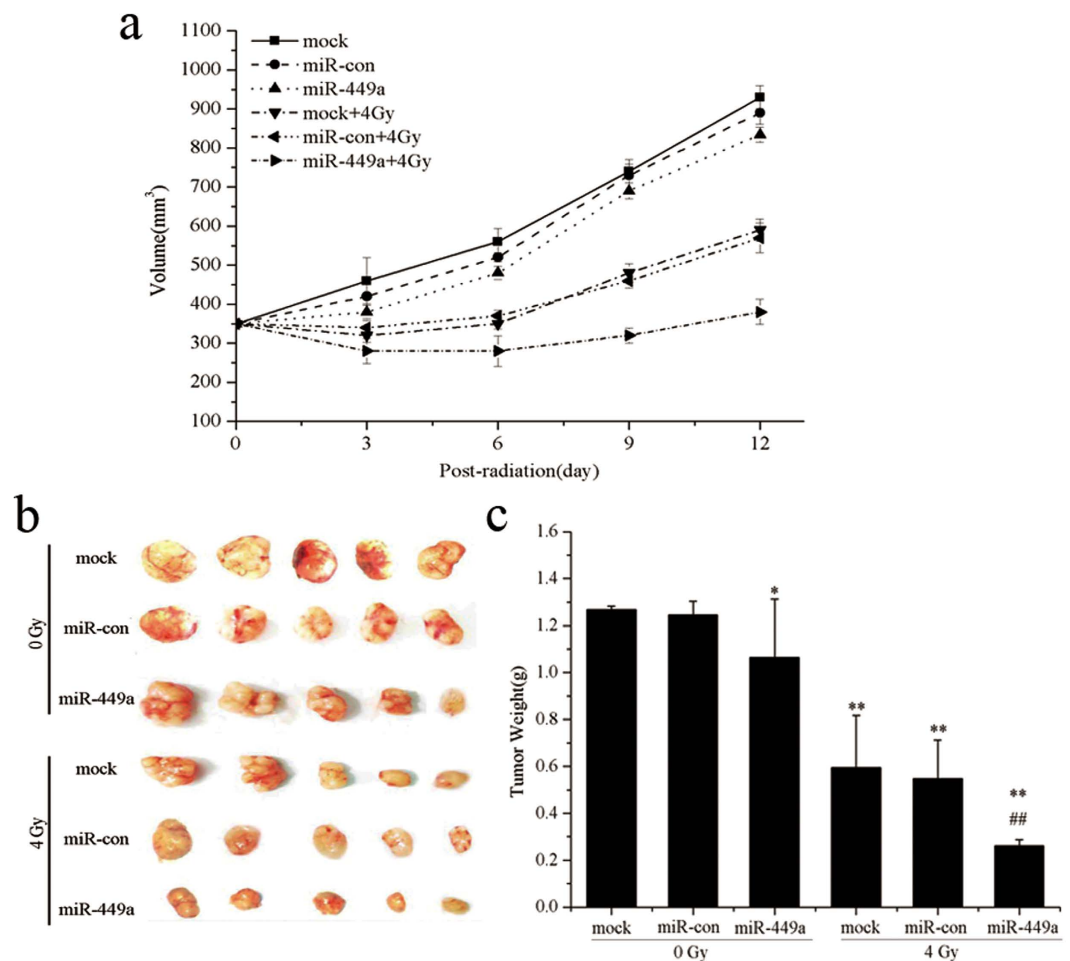 a
mock
miR-con
miR-449a
mock+4Gy
miR-con+4Gy
miR-449a+4Gy
1100
1000
900
800
700
600
500
400
300
200
100
Volume(mm³)
0
3
6
9
12
Post-radiation(day)
b
0 Gy
mock
miR-con
miR-449a
4 Gy
mock
miR-con
miR-449a
c
1.6
1.4
1.2
1.0
0.8
0.6
0.4
0.2
0.0
Tumor Weight(g)
*
**
**
**
##
mock
miR-con
miR-449a
mock
miR-con
miR-449a
0 Gy
4 Gy